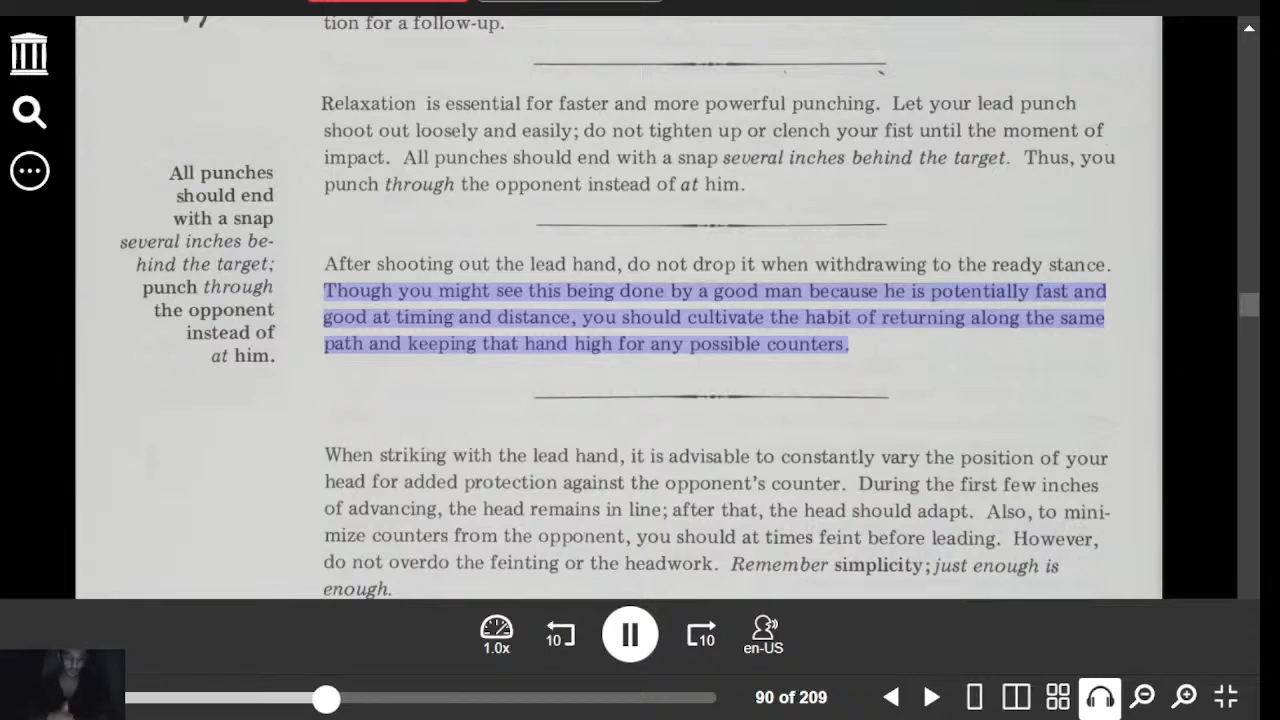 tion for a follow-up.
Relaxation is essential for faster and more powerful punching. Let your lead punch
shoot out loosely and easily; do not tighten up or clench your fist until the moment of
impact. All punches should end with a snap several inches behind the target. Thus, you
punch through the opponent instead of at him.
All punches
should end
with a snap
several inches be-
hind the target;
punch through
the opponent
instead of
at him.
After shooting out the lead hand, do not drop it when withdrawing to the ready stance.
Though you might see this being done by a good man because he is potentially fast and
good at timing and distance, you should cultivate the habit of returning along the same
path and keeping that hand high for any possible counters.
When striking with the lead hand, it is advisable to constantly vary the position of your
head for added protection against the opponent's counter. During the first few inches
of advancing, the head remains in line; after that, the head should adapt. Also, to mini-
mize counters from the opponent, you should at times feint before leading. However,
do not overdo the feinting or the headwork. Remember simplicity; just enough is
enough.
1.0x
10
10
en-US
90 of 209